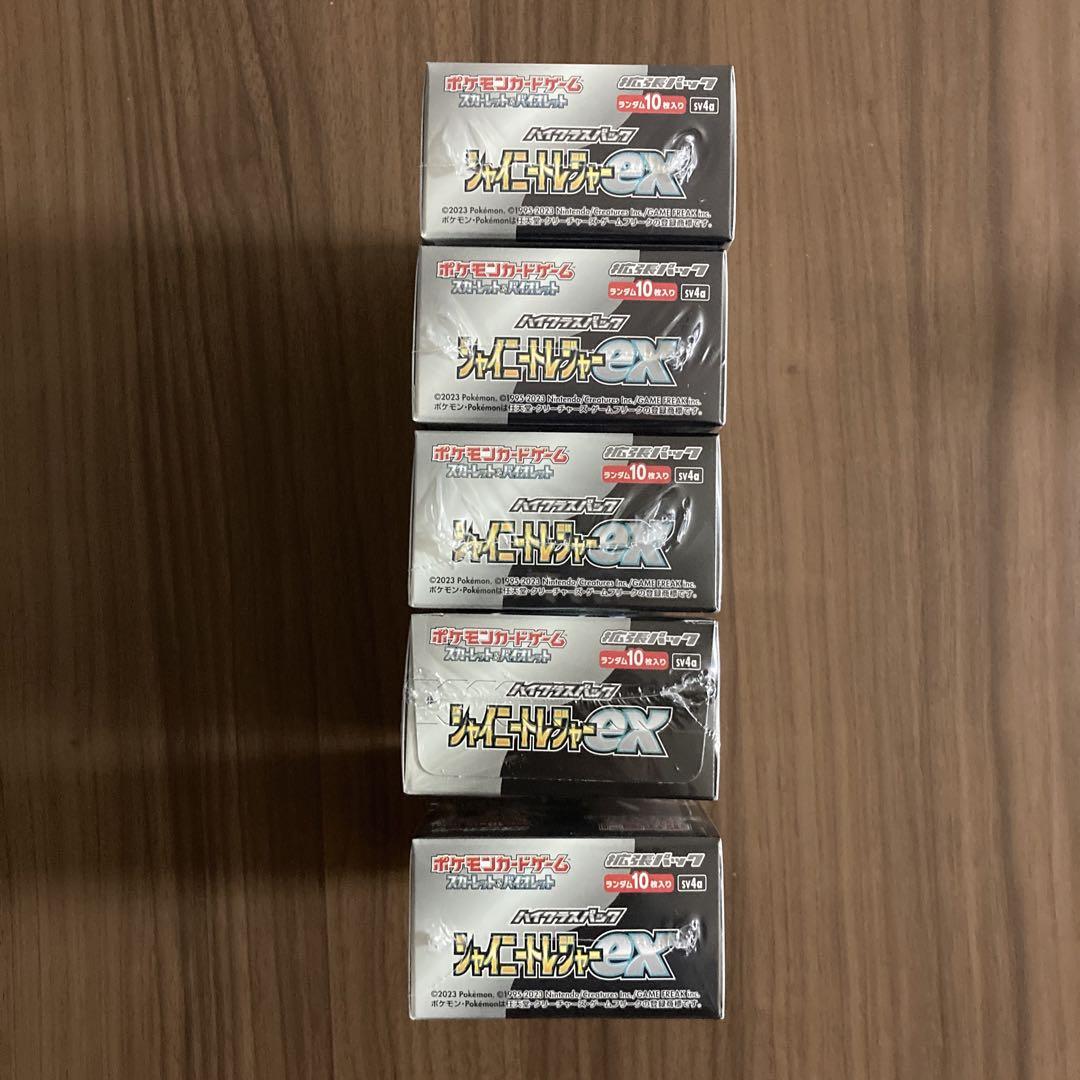 ポケモンカードゲーム 拡張パック
スカーレット&バイオレット ランダム10枚入り sv4a
ハイクラスパック
シャイニートレジャーex
©2023 Pokémon. ©1995-2023 Nintendo/Creatures Inc./GAME FREAK inc.
ポケモン・Pokémonは任天堂・クリーチャーズ・ゲームフリークの登録商標です。
ポケモンカードゲーム 拡張パック
スカーレット&バイオレット ランダム10枚入り sv4a
ハイクラスパック
シャイニートレジャーex
©2023 Pokémon. ©1995-2023 Nintendo/Creatures Inc./GAME FREAK inc.
ポケモン・Pokémonは任天堂・クリーチャーズ・ゲームフリークの登録商標です。
ポケモンカードゲーム 拡張パック
スカーレット&バイオレット ランダム10枚入り sv4a
ハイクラスパック
シャイニートレジャーex
©2023 Pokémon. ©1995-2023 Nintendo/Creatures Inc./GAME FREAK inc.
ポケモン・Pokémonは任天堂・クリーチャーズ・ゲームフリークの登録商標です。
ポケモンカードゲーム 拡張パック
スカーレット&バイオレット ランダム10枚入り sv4a
ハイクラスパック
シャイニートレジャーex
ポケモンカードゲーム 拡張パック
スカーレット&バイオレット ランダム10枚入り sv4a
ハイクラスパック
シャイニートレジャーex
©2023 Pokémon. ©1995-2023 Nintendo/Creatures Inc./GAME FREAK inc.
ポケモン・Pokémonは任天堂・クリーチャーズ・ゲームフリークの登録商標です。